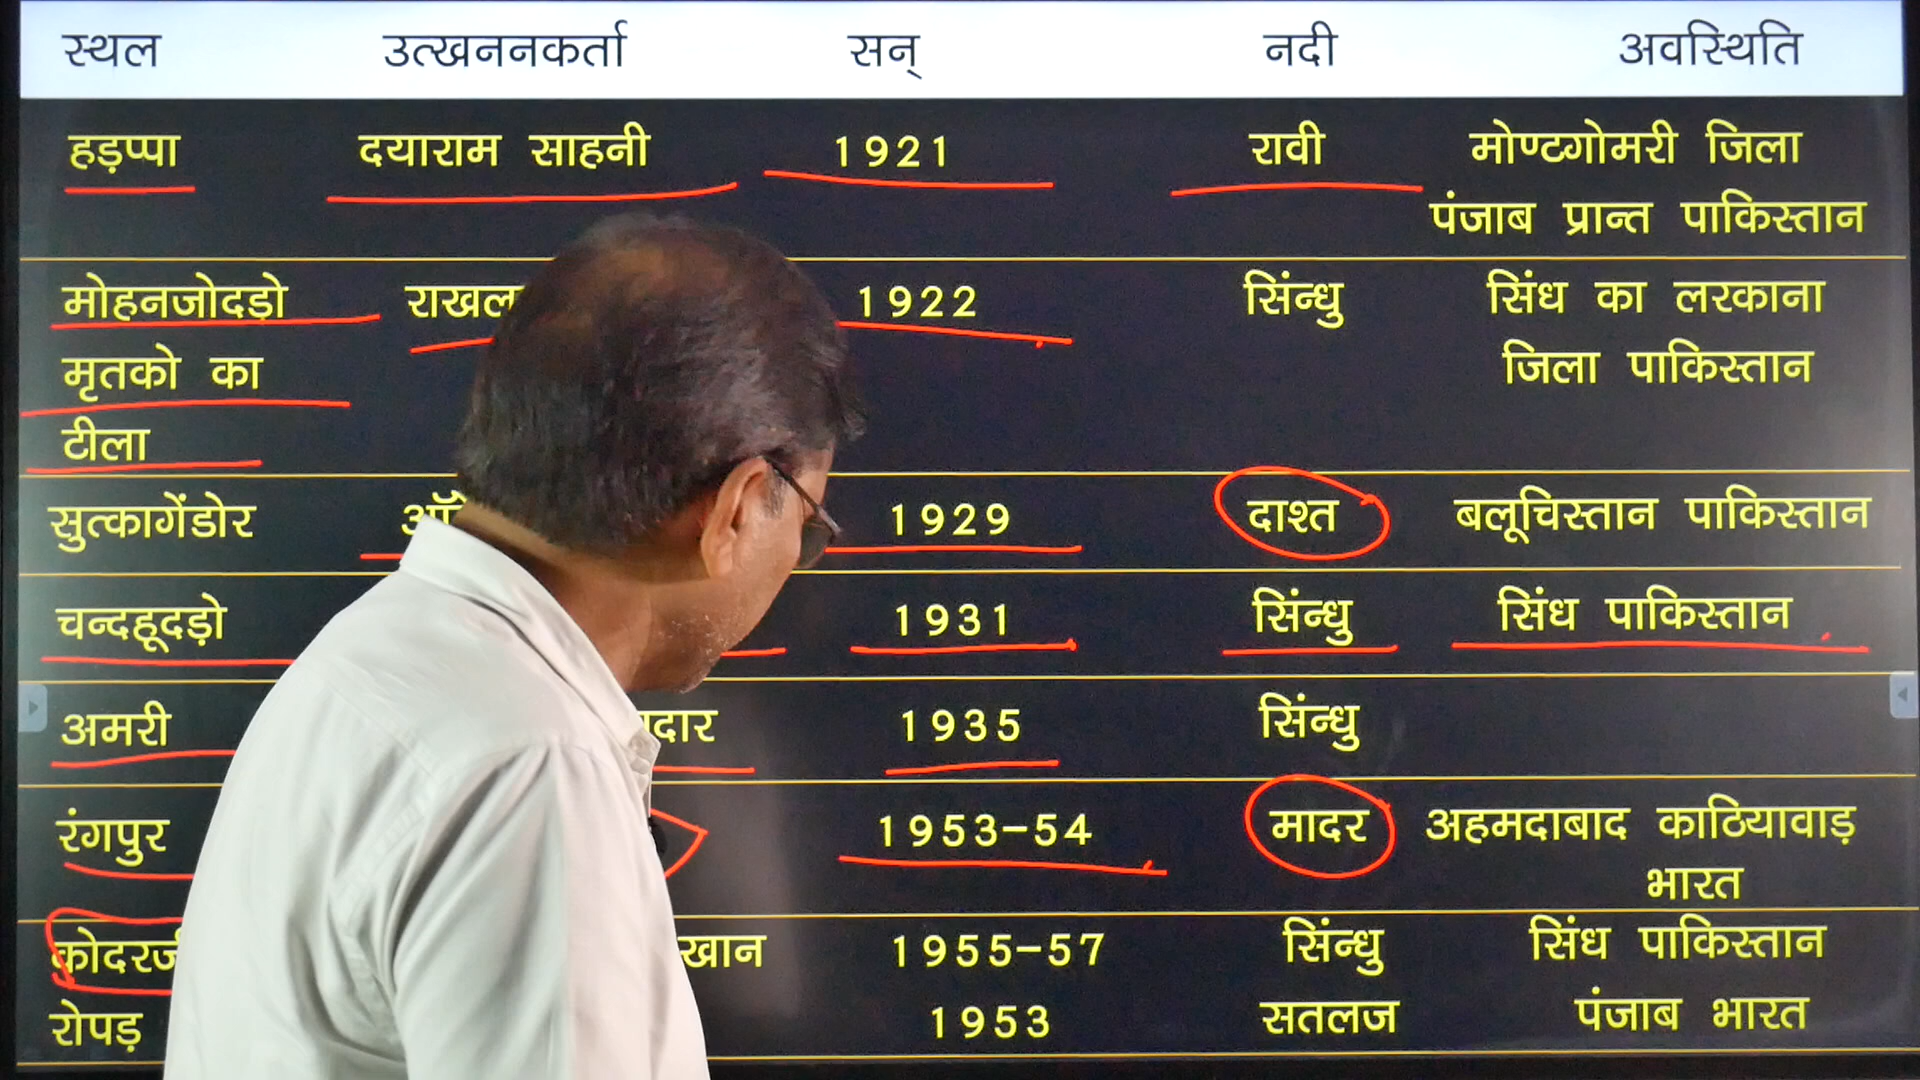 स्थल उत्खननकर्ता सन् नदी अवस्थिति
हड़प्पा दयाराम साहनी 1921 रावी मोण्टगोमरी जिला
पंजाब प्रान्त पाकिस्तान
मोहनजोदड़ो 1922 सिंन्धु सिंध का लरकाना
मृतको का जिला पाकिस्तान
टीला
सुत्कागेंडोर 1929 दाश्त बलूचिस्तान पाकिस्तान
चन्दहूदड़ो 1931 सिंन्धु सिंध पाकिस्तान
अमरी 1935 सिंन्धु
रंगपुर 1953-54 मादर अहमदाबाद काठियावाड़
भारत
खान 1955-57 सिंन्धु सिंध पाकिस्तान
रोपड़ 1953 सतलज पंजाब भारत